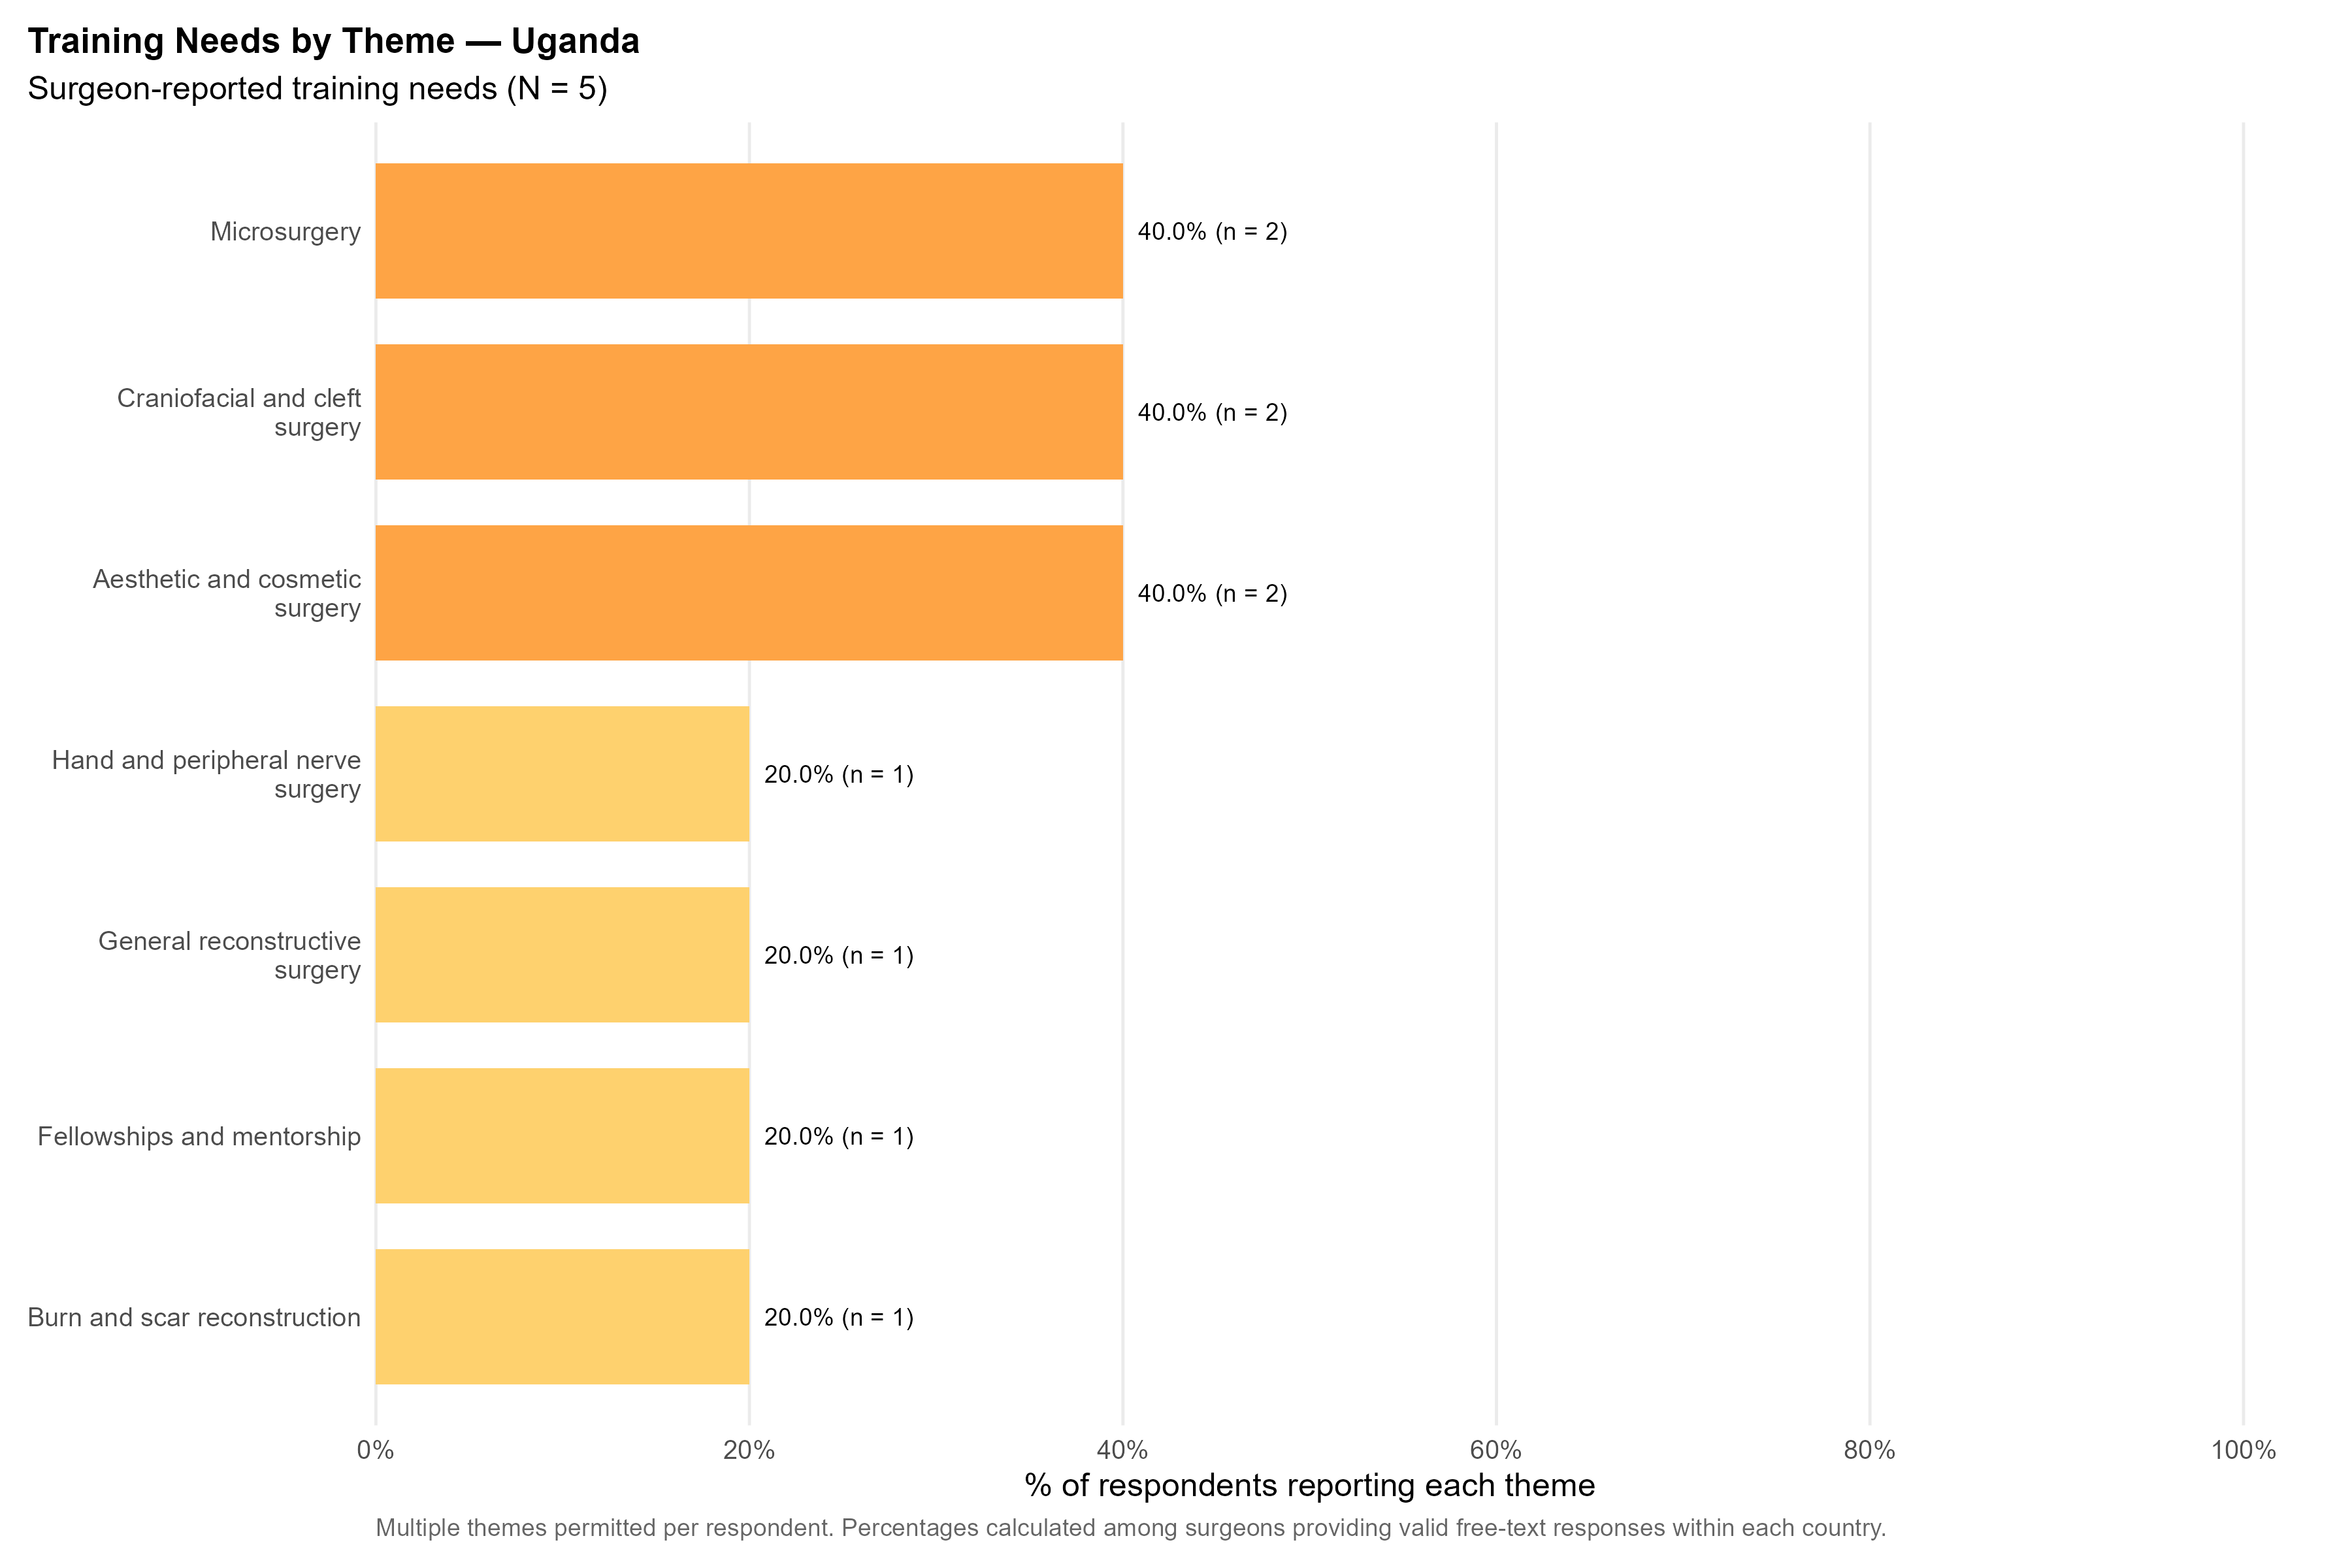 Training Needs by Theme — Uganda
Surgeon-reported training needs (N = 5)
Microsurgery
40.0% (n = 2)
Craniofacial and cleft
surgery
40.0% (n = 2)
Aesthetic and cosmetic
surgery
40.0% (n = 2)
Hand and peripheral nerve
surgery
20.0% (n = 1)
General reconstructive
surgery
20.0% (n = 1)
Fellowships and mentorship
20.0% (n = 1)
Burn and scar reconstruction
20.0% (n = 1)
0% 20% 40% 60% 80% 100%
% of respondents reporting each theme
Multiple themes permitted per respondent. Percentages calculated among surgeons providing valid free-text responses within each country.